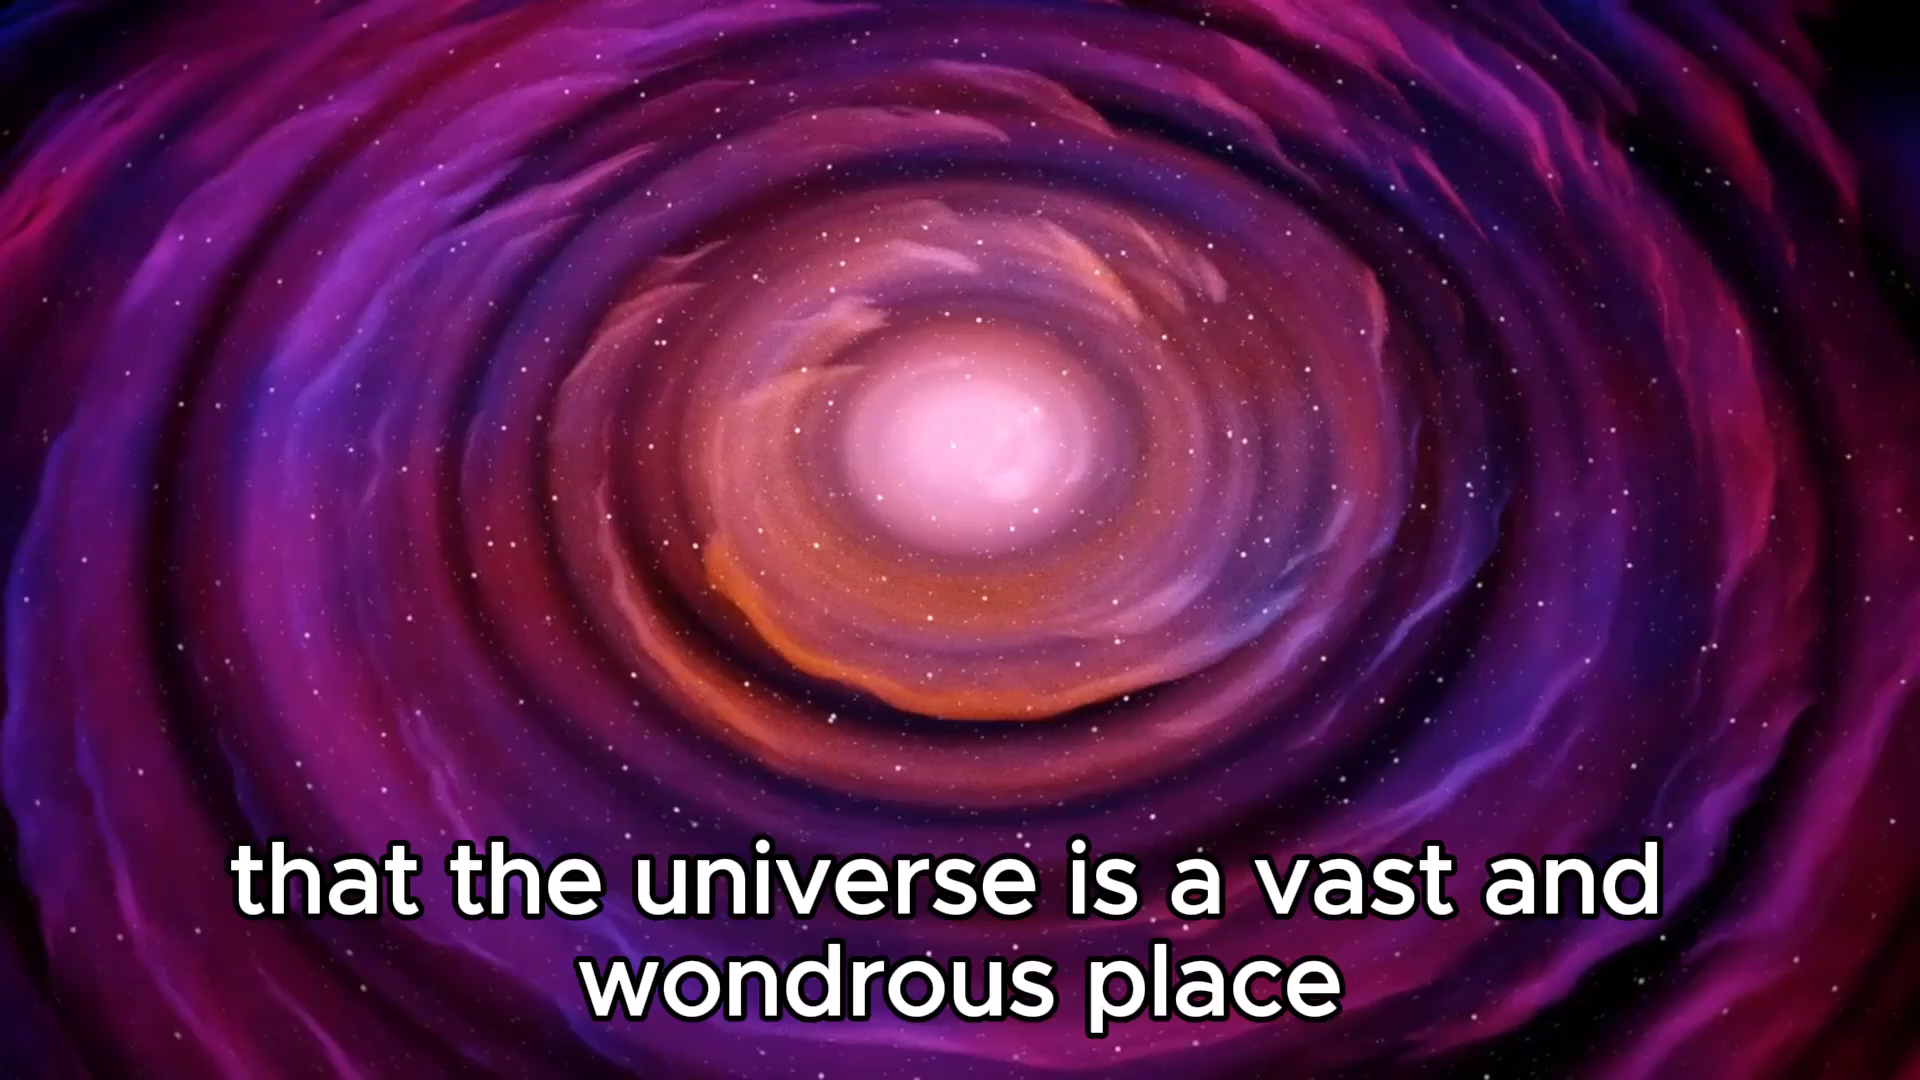 that the universe is a vast and
wondrous place